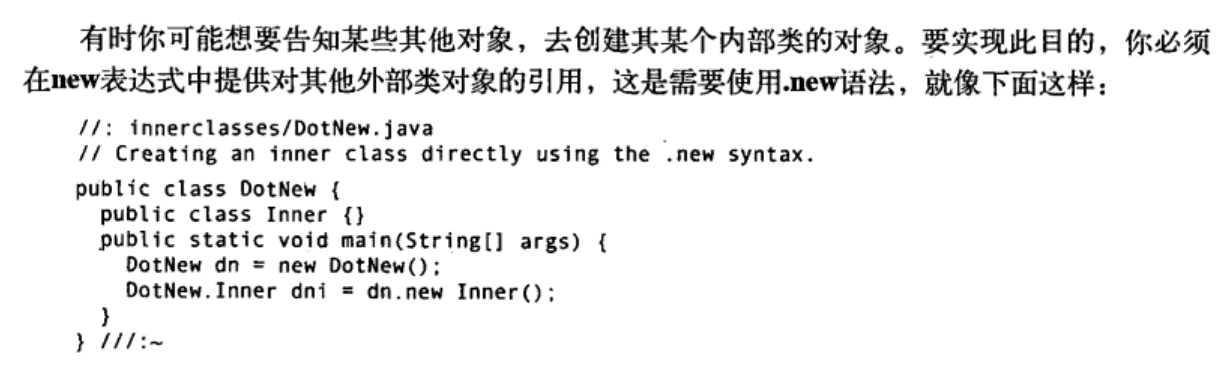 有时你可能想要告知某些其他对象，去创建其某个内部类的对象。要实现此目的，你必须
在new表达式中提供对其他外部类对象的引用，这是需要使用.new语法，就像下面这样：
//: innerclasses/DotNew.java
// Creating an inner class directly using the .new syntax.
public class DotNew {
public class Inner {}
public static void main(String[] args) {
DotNew dn = new DotNew();
DotNew.Inner dni = dn.new Inner();
}
} ///:~